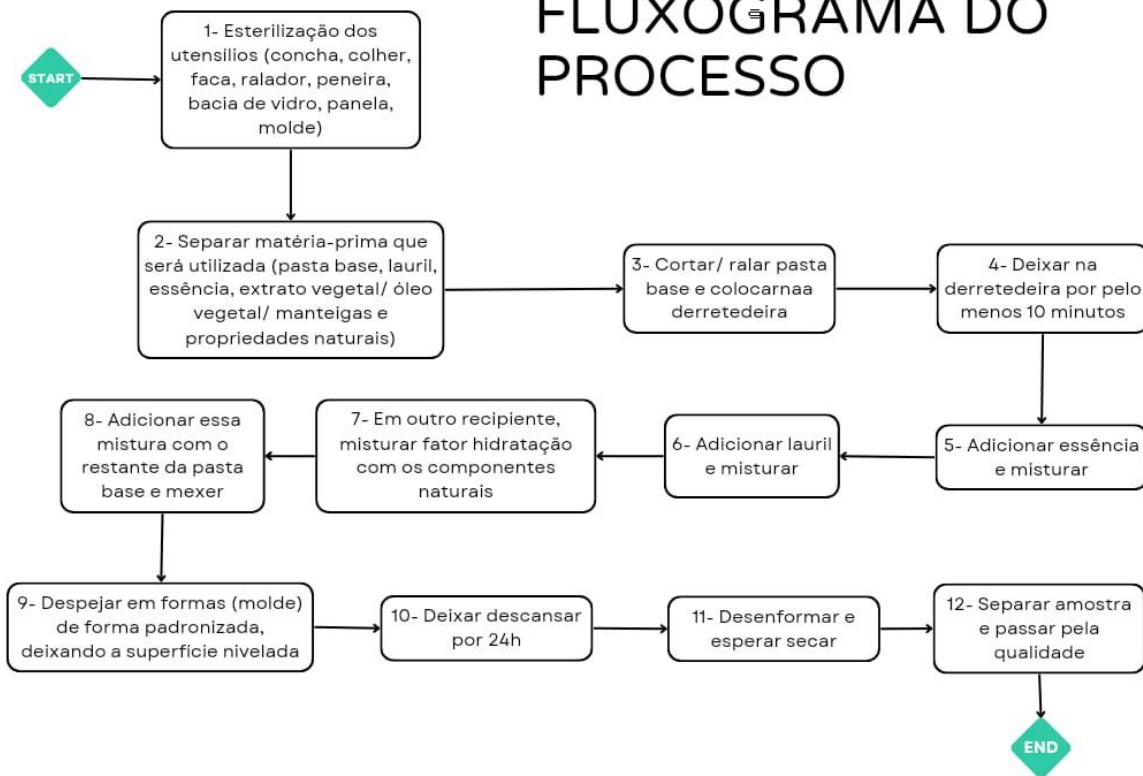 FLUXOGRAMA DO
PROCESSO
START
1- Esterilização dos
utensílios (concha, colher,
faca, ralador, peneira,
bacia de vidro, panela,
molde)
2- Separar matéria-prima que
será utilizada (pasta base, lauril,
essência, extrato vegetal/ óleo
vegetal/ manteigas e
propriedades naturais)
3- Cortar/ ralar pasta
base e colocarnaa
derretedeira
4- Deixar na
derretedeira por pelo
menos 10 minutos
5- Adicionar essência
e misturar
6- Adicionar lauril
e misturar
7- Em outro recipiente,
misturar fator hidratação
com os componentes
naturais
8- Adicionar essa
mistura com o
restante da pasta
base e mexer
9- Despejar em formas (molde)
de forma padronizada,
deixando a superfície nivelada
10- Deixar descansar
por 24h
11- Desenformar e
esperar secar
12- Separar amostra
e passar pela
qualidade
END